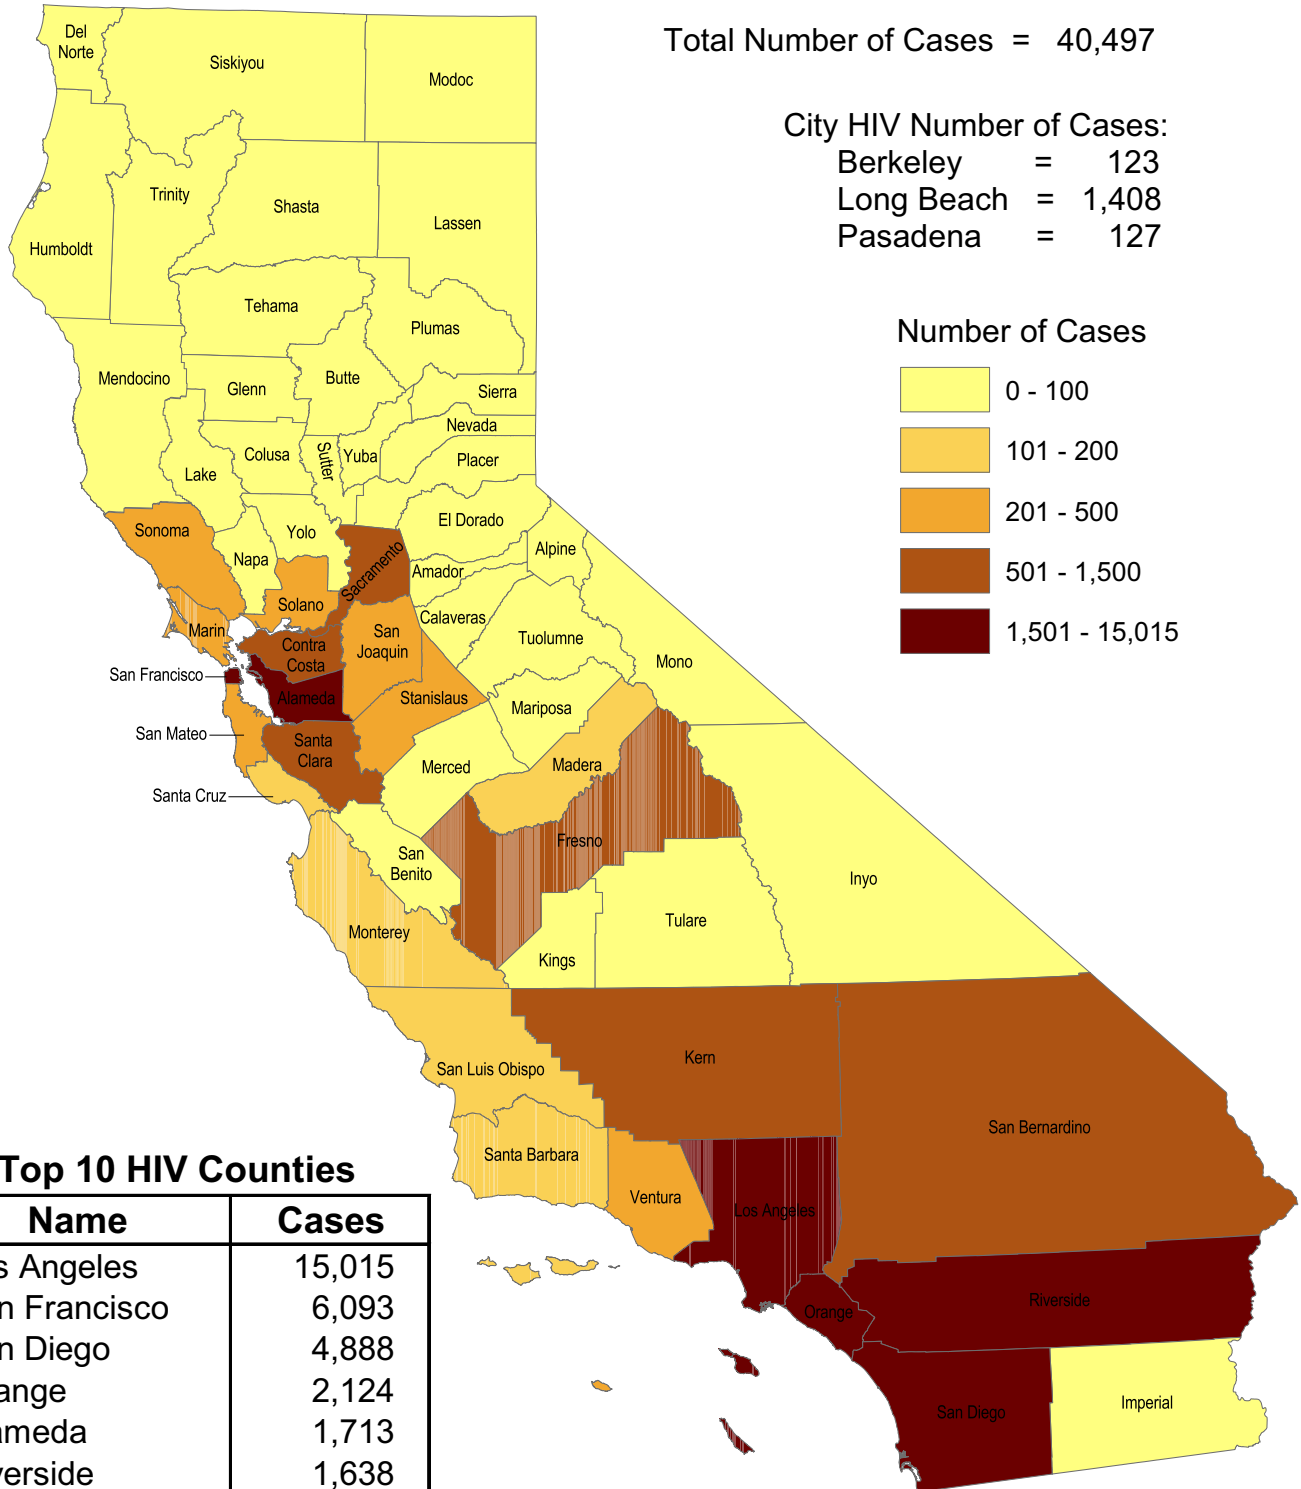 Total Number of Cases = 40,497
City HIV Number of Cases:
Berkeley = 123
Long Beach = 1,408
Pasadena = 127
Number of Cases
0 - 100
101 - 200
201 - 500
501 - 1,500
1,501 - 15,015
Del
Norte
Siskiyou
Modoc
Trinity
Shasta
Lassen
Humboldt
Tehama
Plumas
Mendocino
Glenn
Butte
Sierra
Nevada
Colusa
Sutter
Yuba
Placer
Lake
Sonoma
Yolo
El Dorado
Napa
Sacramento
Alpine
Amador
Solano
Calaveras
Marin
San
Joaquin
Tuolumne
Contra
Costa
Mono
San Francisco
Alameda
Stanislaus
Mariposa
San Mateo
Santa
Clara
Merced
Madera
Santa Cruz
Fresno
San
Benito
Inyo
Tulare
Monterey
Kings
Kern
San Luis Obispo
San Bernardino
Santa Barbara
Ventura
Los Angeles
Riverside
Orange
Imperial
San Diego
Top 10 HIV Counties
Name Cases
s Angeles 15,015
n Francisco 6,093
n Diego 4,888
ange 2,124
ameda 1,713
verside 1,638